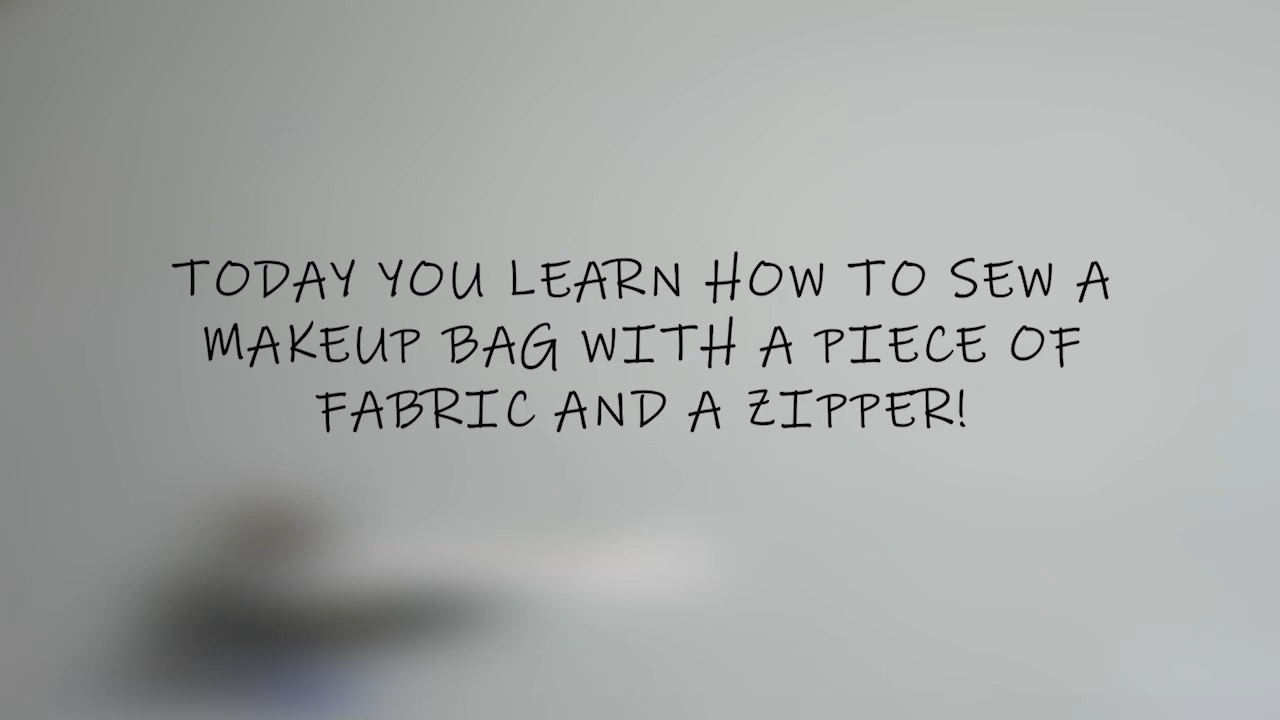 TODAY YOU LEARN HOW TO SEW A
MAKEUP BAG WITH A PIECE OF
FABRIC AND A ZIPPER!